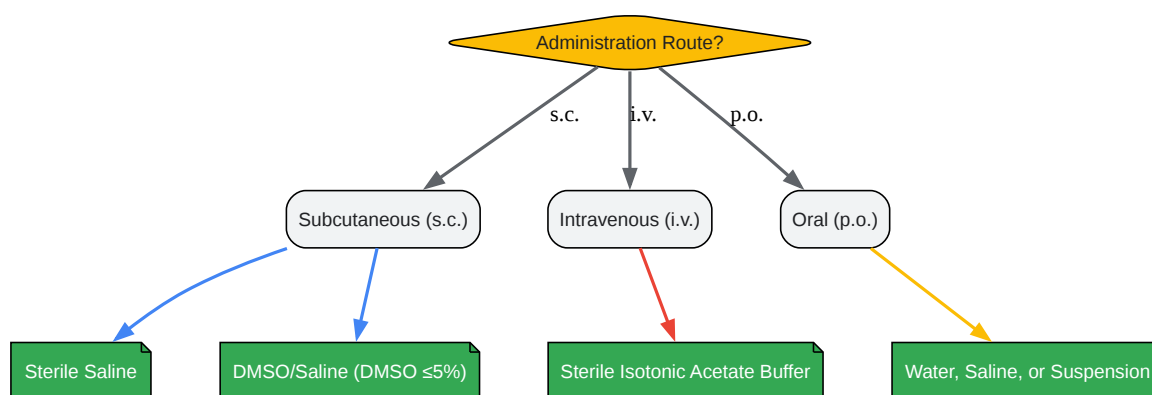 Administration Route?
s.c.
i.v.
p.o.
Subcutaneous (s.c.)
Intravenous (i.v.)
Oral (p.o.)
Sterile Saline
DMSO/Saline (DMSO ≤5%)
Sterile Isotonic Acetate Buffer
Water, Saline, or Suspension